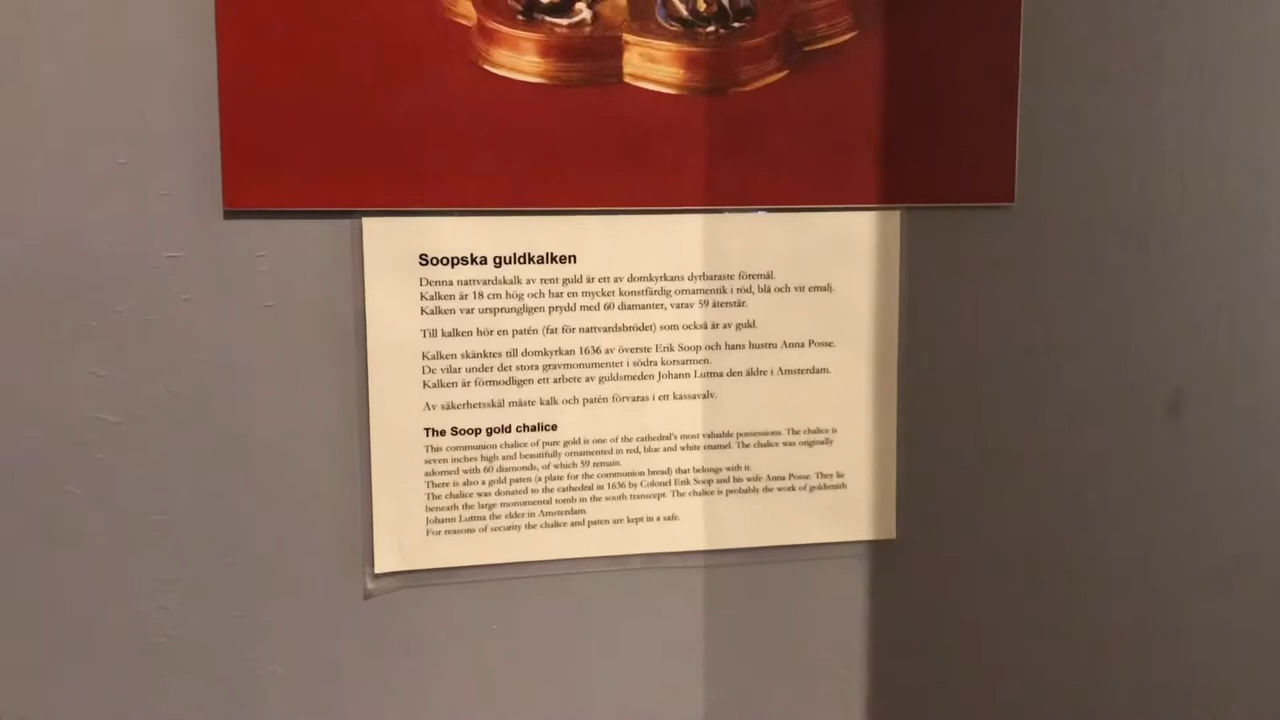 Soopska guldkalken
Denna nattvardskalk av rent guld är ett av domkyrkans dyrbaraste föremål.
Kalken är 18 cm hög och har en mycket konstfärdig ornamentik i röd, blå och vit emalj.
Kalken var ursprungligen prydd med 60 diamanter, varav 59 återstår.
Till kalken hör en patén (fat för nattvardsbrödet) som också är av guld.
Kalken skänktes till domkyrkan 1636 av överste Erik Soop och hans hustru Anna Posse.
De vilar under det stora gravmonumentet i södra korsarmen.
Kalken är förmodligen ett arbete av guldsmeden Johann Lutma den äldre i Amsterdam.
Av säkerhetsskäl måste kalk och patén förvaras i ett kassavalv.
The Soop gold chalice
This communion chalice of pure gold is one of the cathedral's most valuable possessions. The chalice is
seven inches high and beautifully ornamented in red, blue and white enamel. The chalice was originally
adorned with 60 diamonds, of which 59 remain.
There is also a gold paten (a plate for the communion bread) that belongs with it.
The chalice was donated to the cathedral in 1636 by Colonel Erik Soop and his wife Anna Posse. They lie
beneath the large monumental tomb in the south transcept. The chalice is probably the work of goldsmith
Johann Lutma the elder in Amsterdam.
For reasons of security the chalice and paten are kept in a safe.